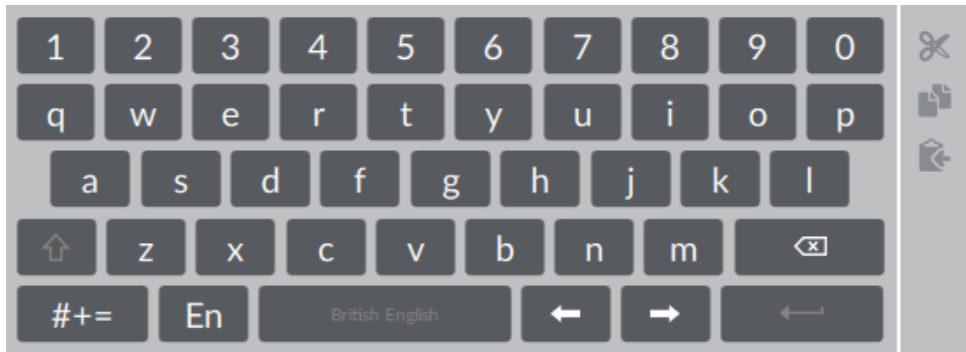 1 2 3 4 5 6 7 8 9 0
q w e r t y u i o p
a s d f g h j k l
z x c v b n m
#+= En British English